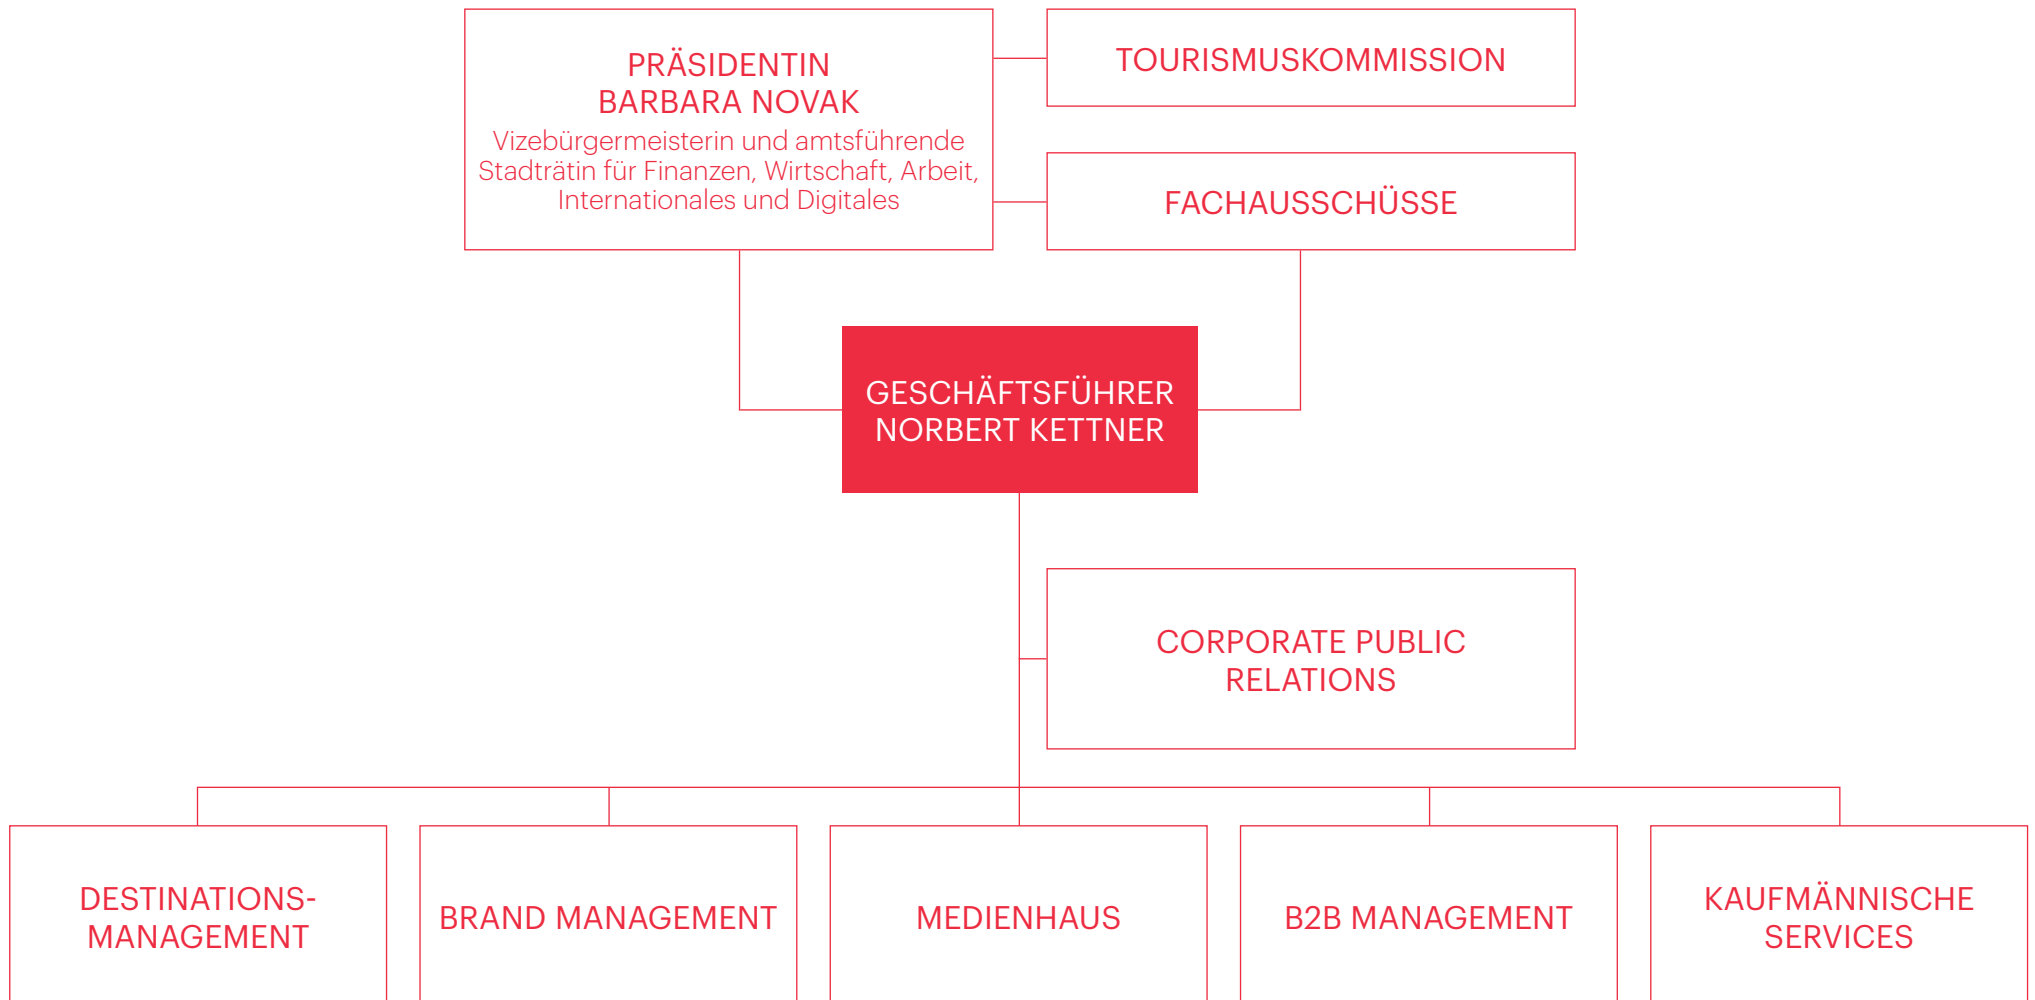 PRÄSIDENTIN
BARBARA NOVAK
Vizebürgermeisterin und amtsführende
Stadträtin für Finanzen, Wirtschaft, Arbeit,
Internationales und Digitales
TOURISMUSKOMMISSION
FACHAUSSCHÜSSE
GESCHÄFTSFÜHRER
NORBERT KETTNER
CORPORATE PUBLIC
RELATIONS
DESTINATIONS-
MANAGEMENT
BRAND MANAGEMENT
MEDIENHAUS
B2B MANAGEMENT
KAUFMÄNNISCHE
SERVICES